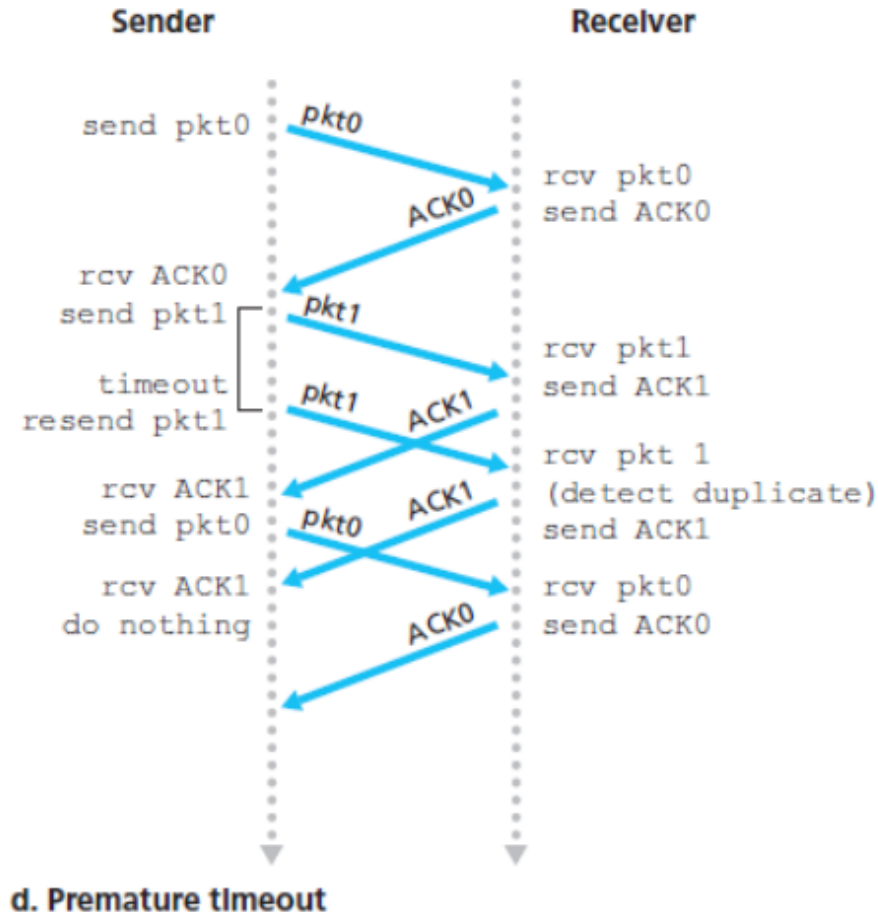 Sender Receiver
send pkt0 pkt0
rcv pkt0
ACK0 send ACK0
rcv ACK0
send pkt1 pkt1
rcv pkt1
timeout send ACK1
resend pkt1 pkt1 ACK1
rcv pkt 1
rcv ACK1 ACK1 (detect duplicate)
send pkt0 pkt0 send ACK1
rcv ACK1 rcv pkt0
do nothing ACK0 send ACK0
d. Premature timeout